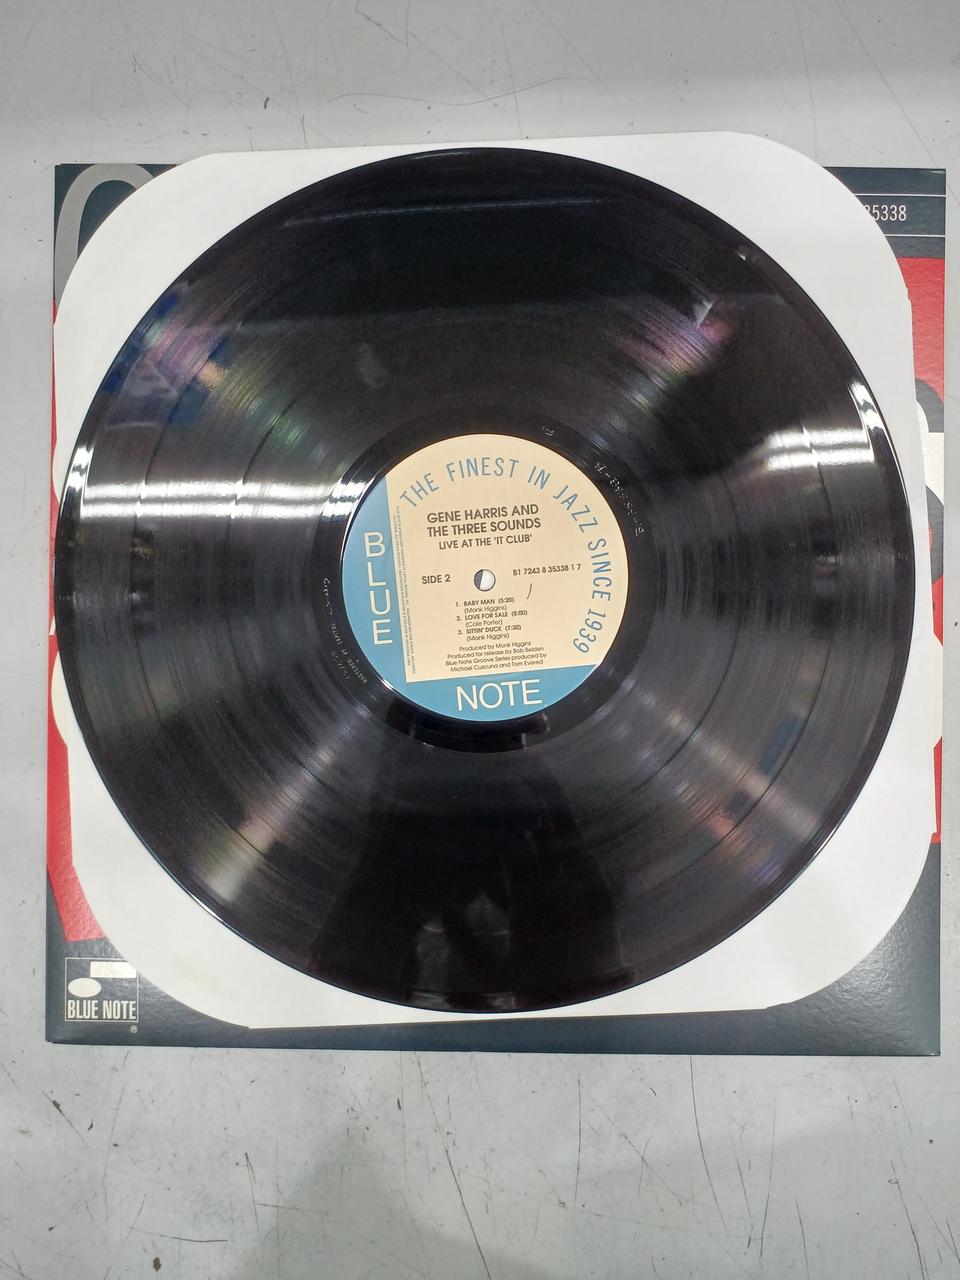 35338
THE FINEST IN JAZZ SINCE 1939
BLUE
NOTE
GENE HARRIS AND
THE THREE SOUNDS
LIVE AT THE 'IT CLUB'
SIDE 2
B1 7243 8 35338 1 7
1. BABY MAN (5:20)
(Monk Higgins)
2. LOVE FOR SALE (8:00)
(Cole Porter)
3. SITTIN' DUCK (7:30)
(Monk Higgins)
Produced by Monk Higgins
Produced for release by Bob Belden
Blue Note Groove Series produced by
Michael Cuscuna and Tom Evered
MASTERED BY CAPITOL
BLUE NOTE
®